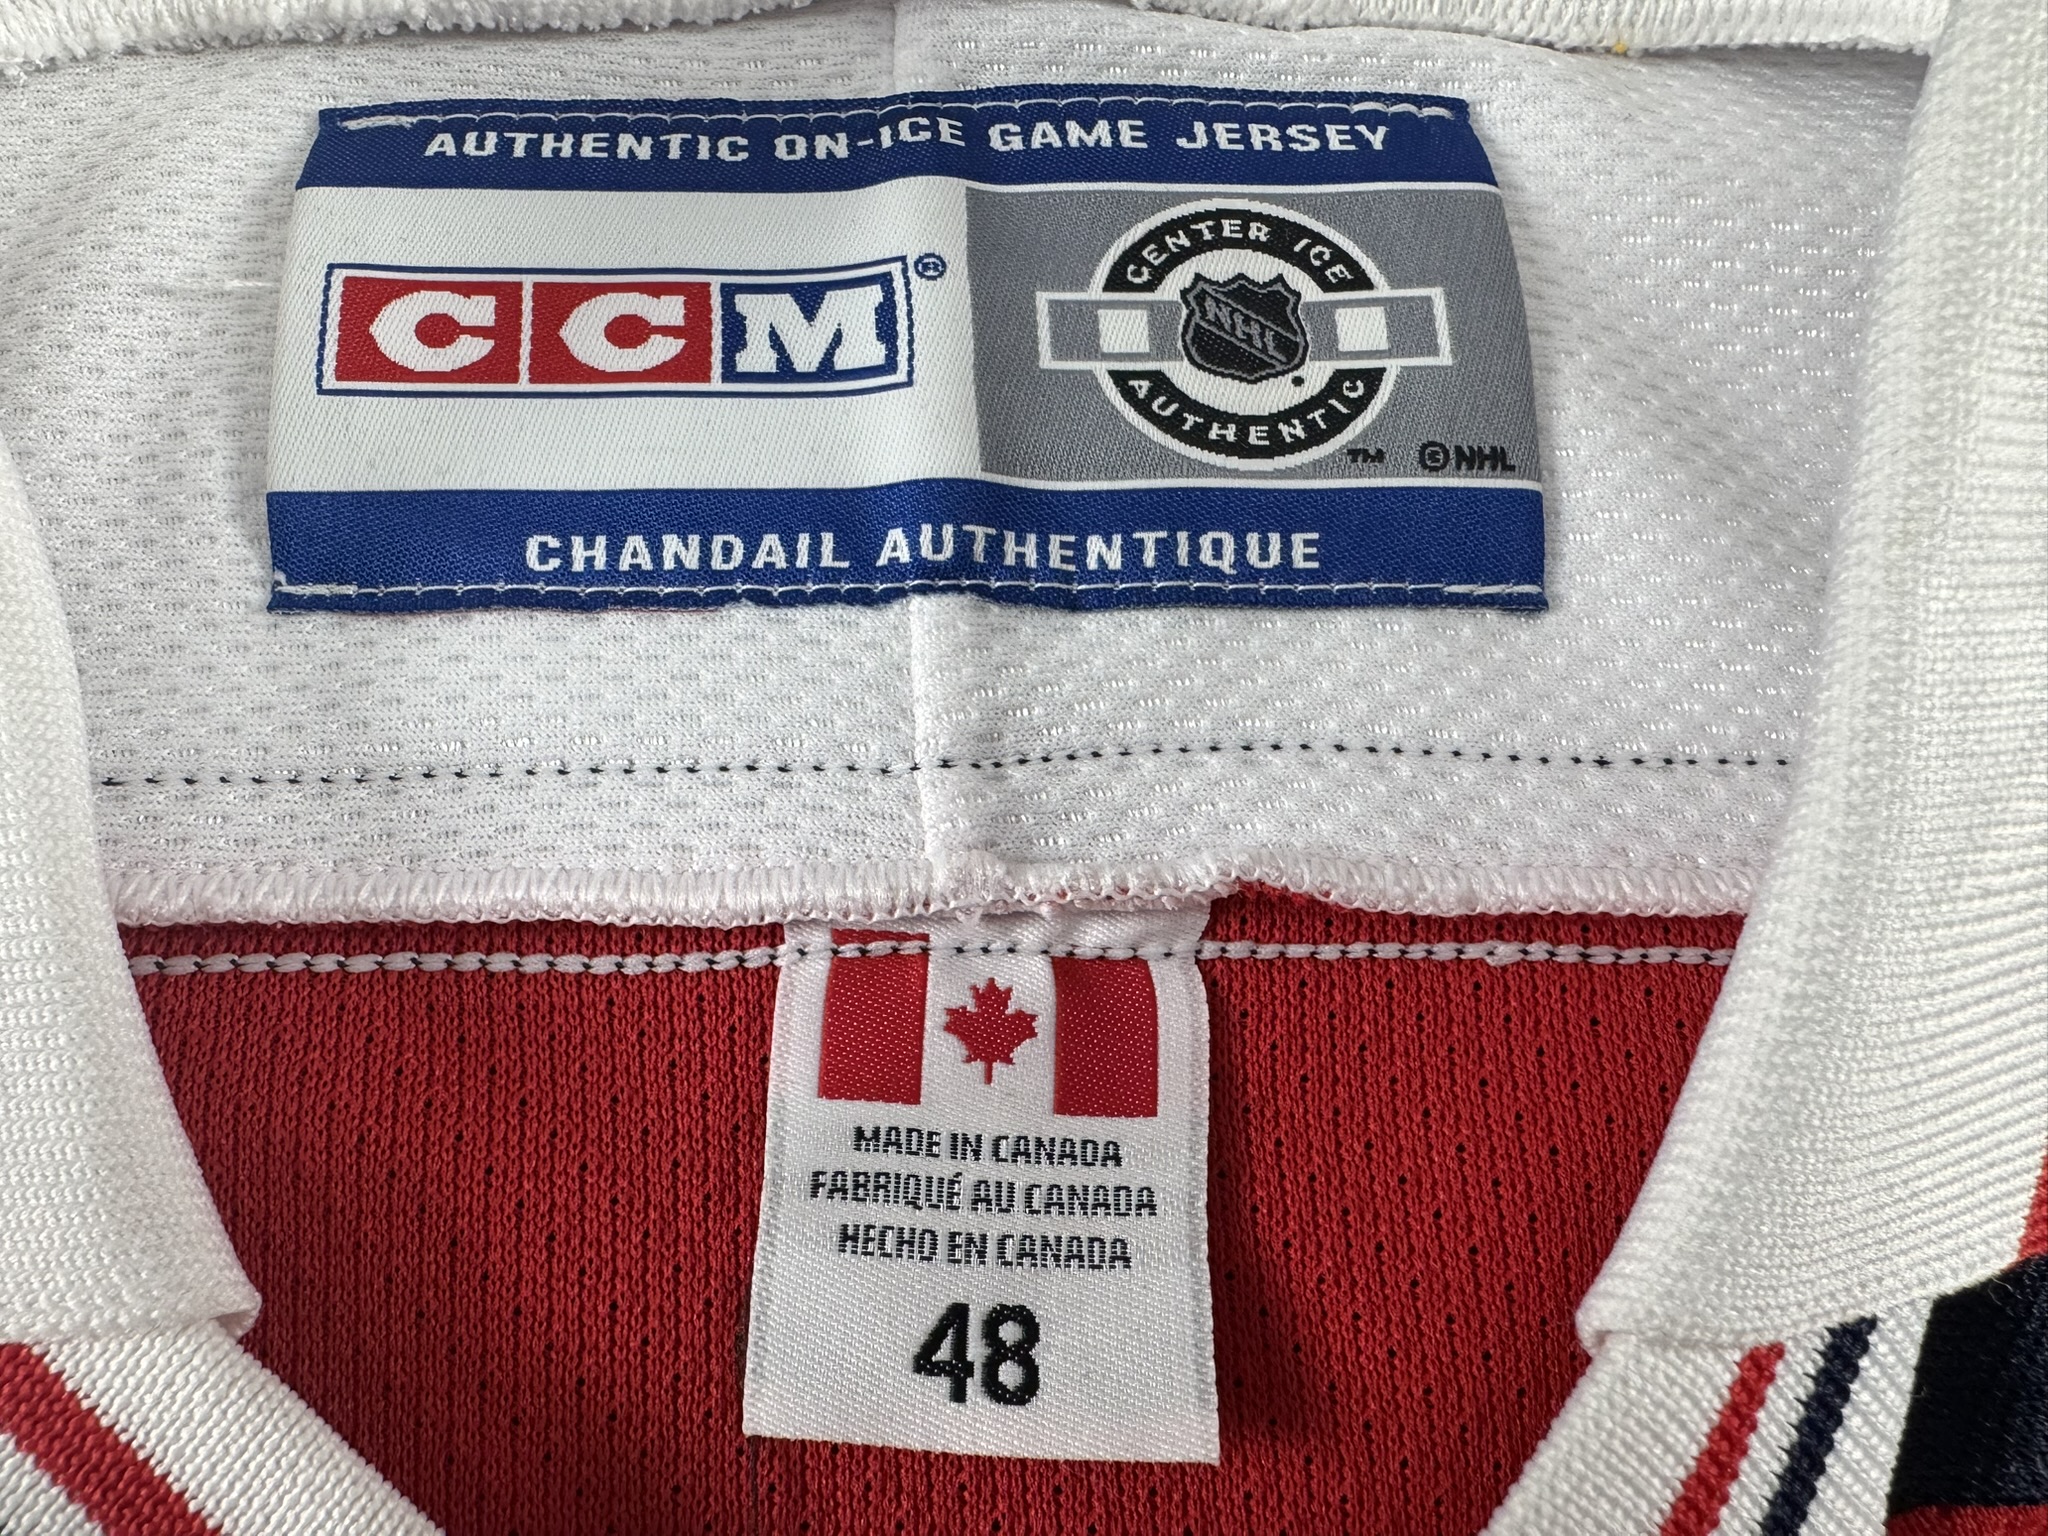 AUTHENTIC ON-ICE GAME JERSEY
CCM®
CENTER ICE
NHL
AUTHENTIC
™ ©NHL
CHANDAIL AUTHENTIQUE
MADE IN CANADA
FABRIQUÉ AU CANADA
HECHO EN CANADA
48